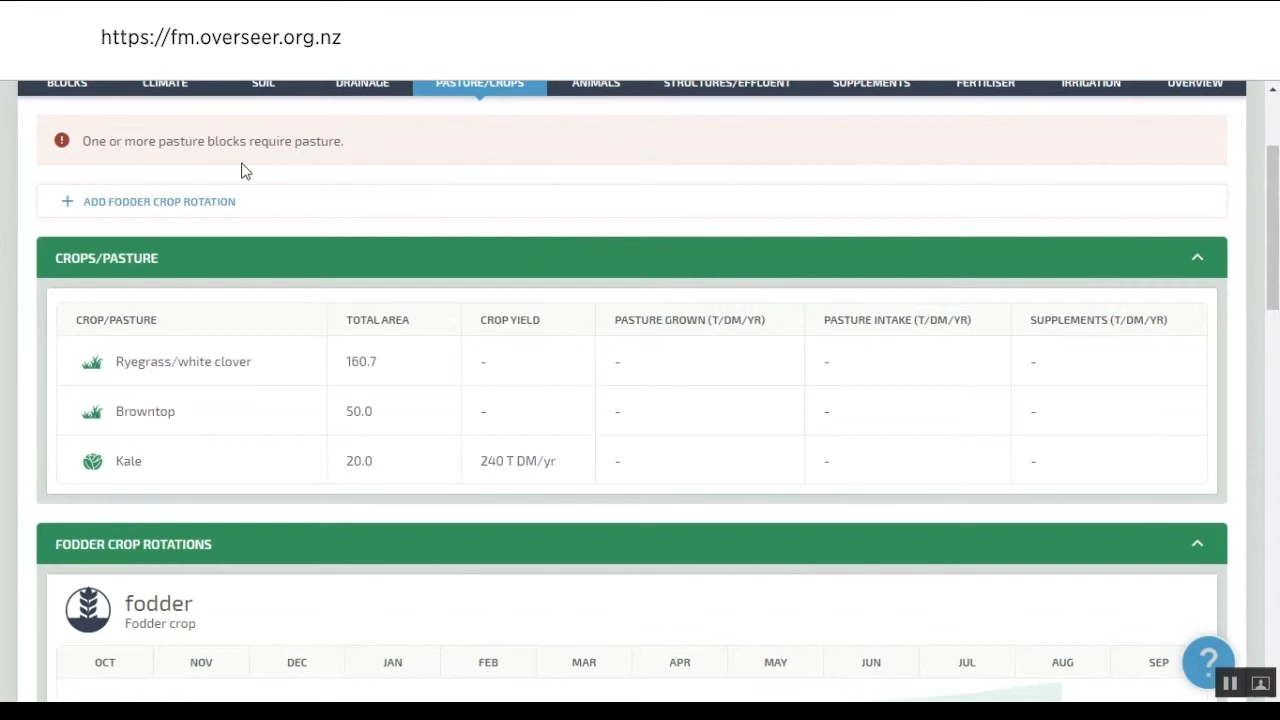 https://fm.overseer.org.nz
BLOCKS CLIMATE SOIL DRAINAGE PASTURE/CROPS ANIMALS STRUCTURES/EFFLUENT SUPPLEMENTS FERTILISER IRRIGATION OVERVIEW
! One or more pasture blocks require pasture.
+ ADD FODDER CROP ROTATION
CROPS/PASTURE
CROP/PASTURE TOTAL AREA CROP YIELD PASTURE GROWN (T/DM/YR) PASTURE INTAKE (T/DM/YR) SUPPLEMENTS (T/DM/YR)
Ryegrass/white clover 160.7 - - - -
Browntop 50.0 - - - -
Kale 20.0 240 T DM/yr - - -
FODDER CROP ROTATIONS
fodder
Fodder crop
OCT NOV DEC JAN FEB MAR APR MAY JUN JUL AUG SEP
?